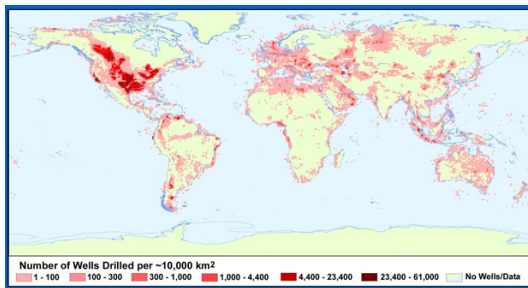 Number of Wells Drilled per ~10,000 km2
1 - 100
100 - 300
300 - 1,000
1,000 - 4,400
4,400 - 23,400
23,400 - 61,000
No Wells/Data